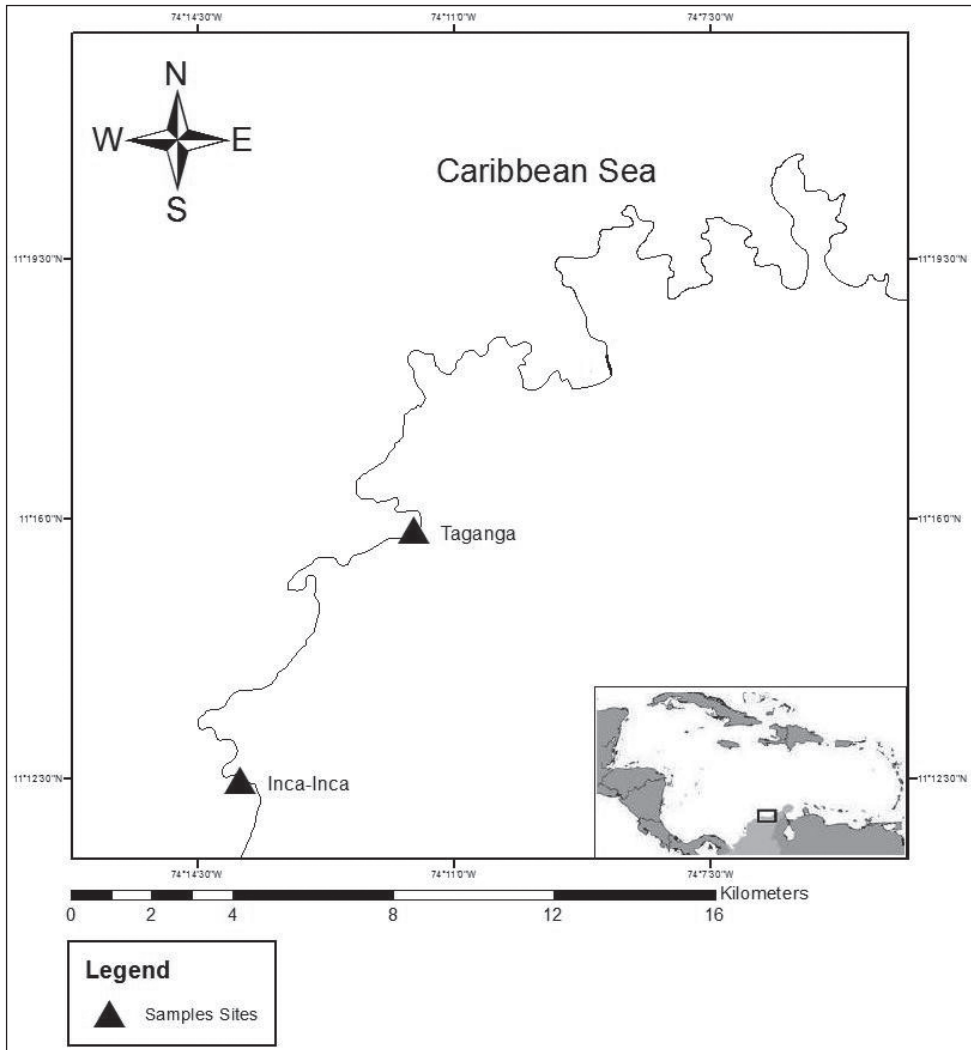 74°14'30"W 74°11'0"W 74°7'30"W
N
W E
S
Caribbean Sea
11°19'30"N 11°19'30"N
11°16'0"N 11°16'0"N
Taganga
11°12'30"N 11°12'30"N
Inca-Inca
74°14'30"W 74°11'0"W 74°7'30"W
Kilometers
0 2 4 8 12 16
Legend
Samples Sites